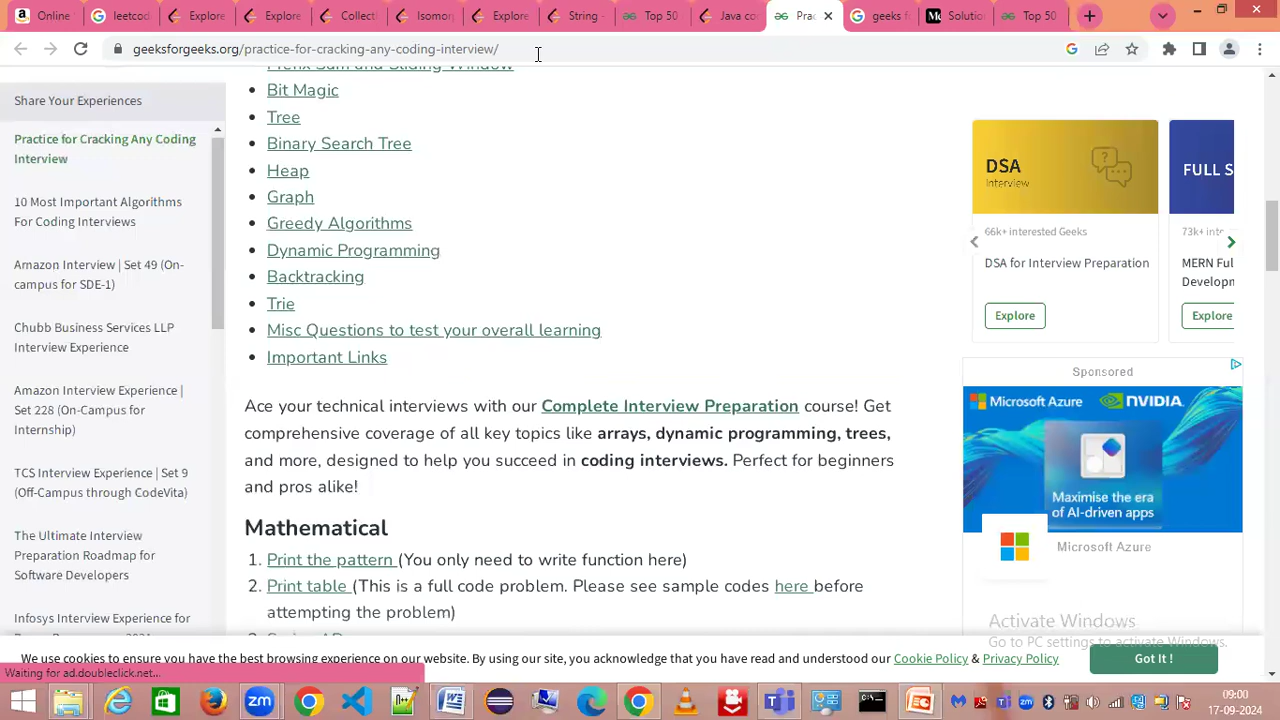 Online
leetcod
Explore
Explore
Collecti
Isomor
Explore
String -
Top 50
Java co
Prac
geeks f
Solution
Top 50
geeksforgeeks.org/practice-for-cracking-any-coding-interview/
Share Your Experiences
Practice for Cracking Any Coding
Interview
10 Most Important Algorithms
For Coding Interviews
Amazon Interview | Set 49 (On-
campus for SDE-1)
Chubb Business Services LLP
Interview Experience
Amazon Interview Experience |
Set 228 (On-Campus for
Internship)
TCS Interview Experience | Set 9
(Off-Campus through CodeVita)
The Ultimate Interview
Preparation Roadmap for
Software Developers
Infosys Interview Experience for
Prefix Sum and Sliding Window
Bit Magic
Tree
Binary Search Tree
Heap
Graph
Greedy Algorithms
Dynamic Programming
Backtracking
Trie
Misc Questions to test your overall learning
Important Links
Ace your technical interviews with our Complete Interview Preparation course! Get
comprehensive coverage of all key topics like arrays, dynamic programming, trees,
and more, designed to help you succeed in coding interviews. Perfect for beginners
and pros alike!
Mathematical
1. Print the pattern (You only need to write function here)
2. Print table (This is a full code problem. Please see sample codes here before
attempting the problem)
DSA
Interview
66k+ interested Geeks
DSA for Interview Preparation
Explore
FULL S
73k+ inte
MERN Ful
Developm
Explore
Sponsored
Microsoft Azure NVIDIA.
Maximise the era
of AI-driven apps
Microsoft Azure
Activate Windows
Go to PC settings to activate Windows.
We use cookies to ensure you have the best browsing experience on our website. By using our site, you acknowledge that you have read and understood our Cookie Policy & Privacy Policy
Got It !
Waiting for ad.doubleclick.net...
zm
09:00
17-09-2024